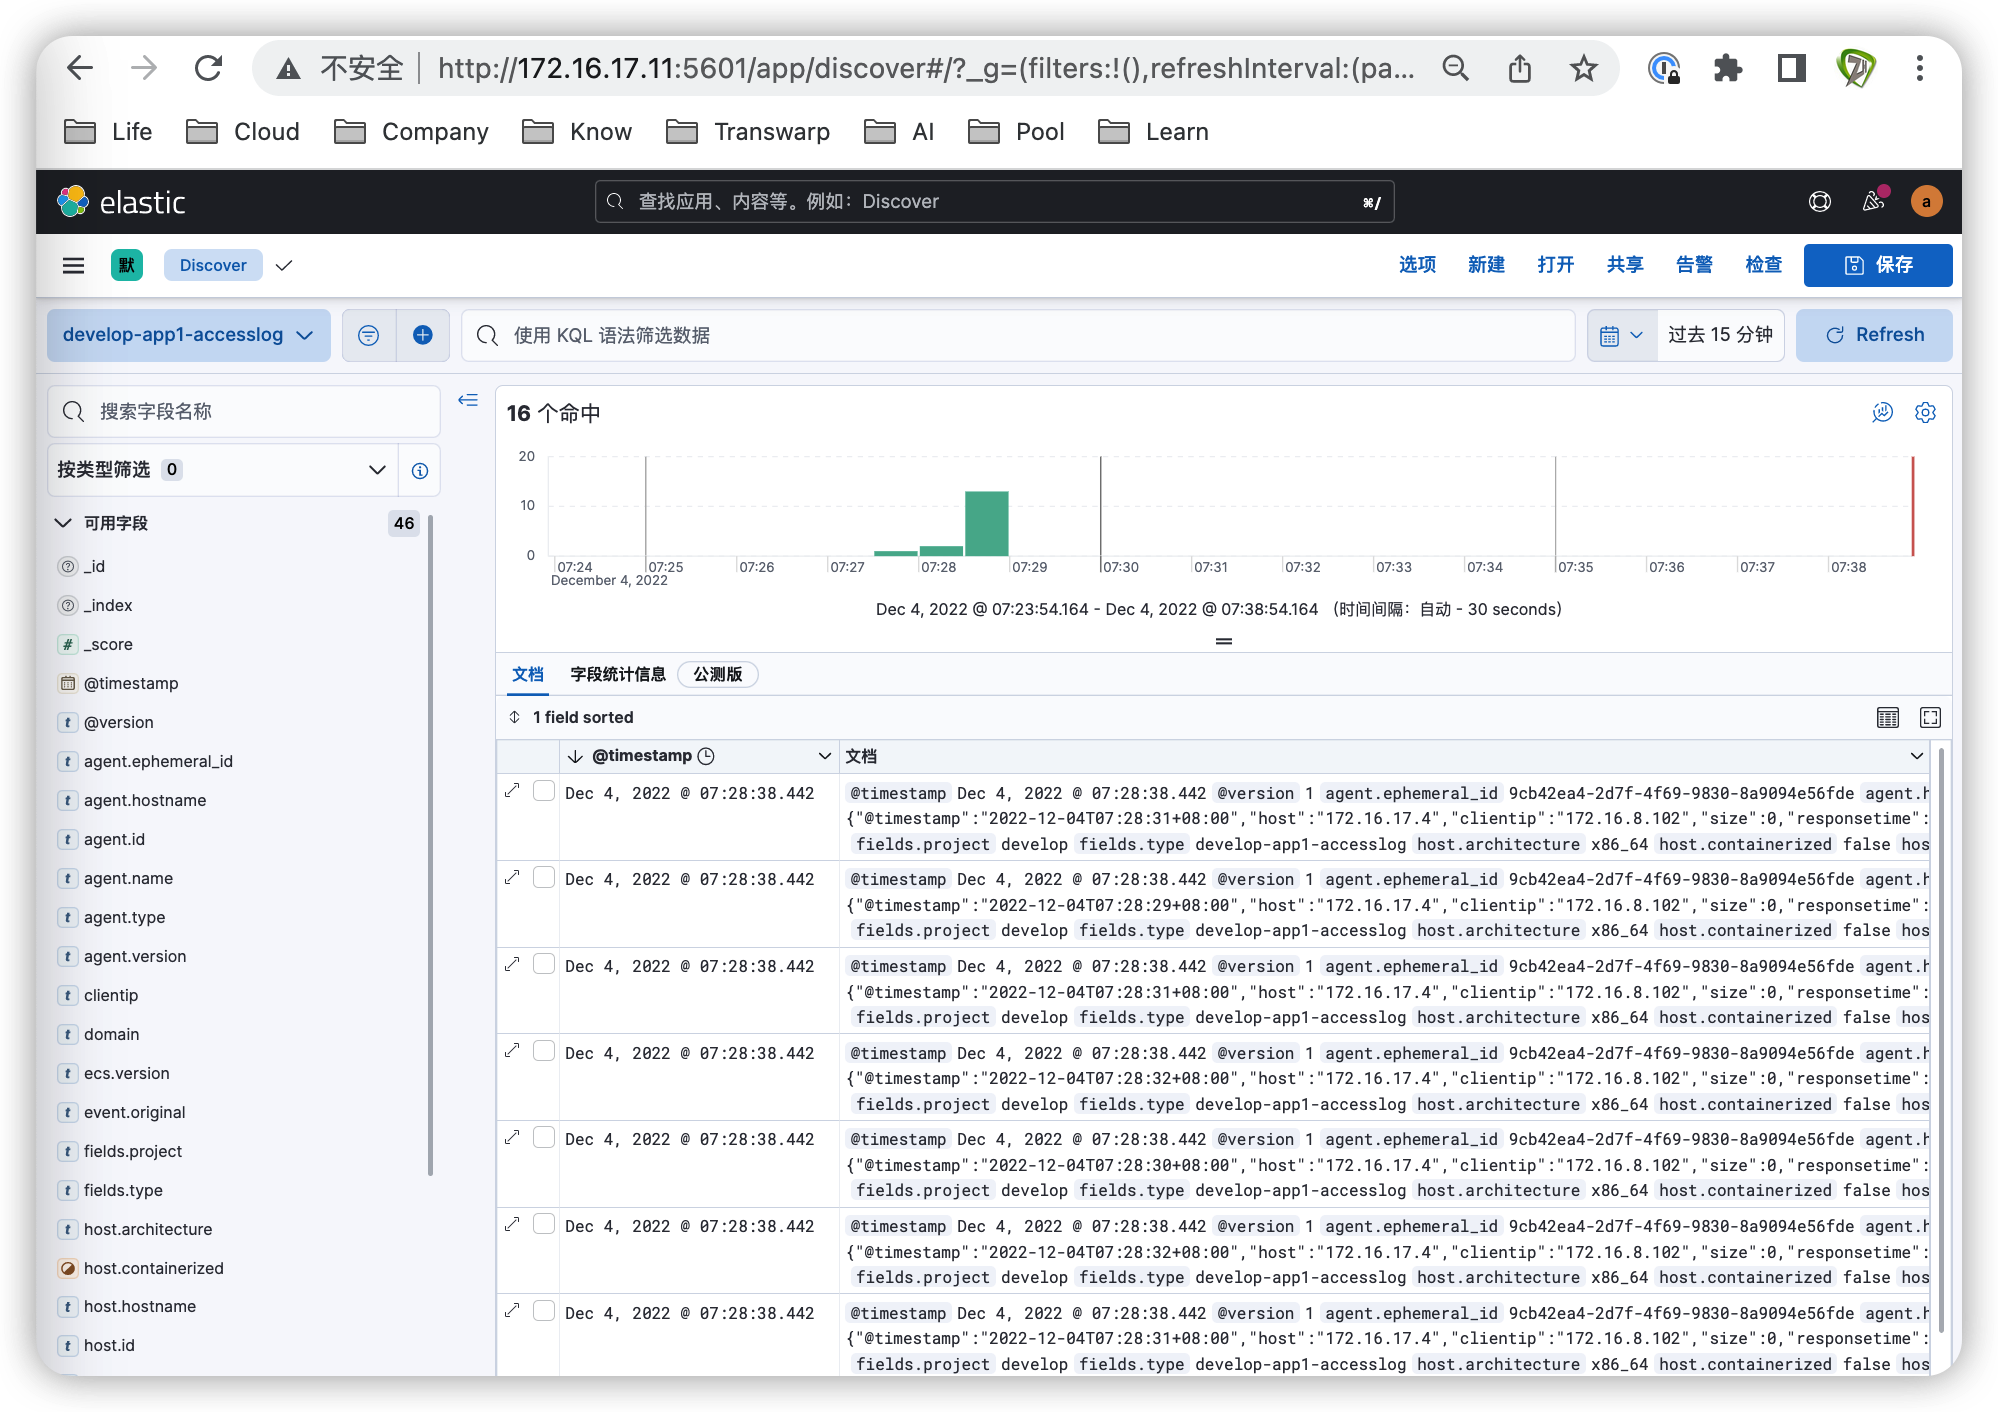 不安全 http://172.16.17.11:5601/app/discover#/?_g=(filters:!(),refreshInterval:(pa...
Life Cloud Company Know Transwarp AI Pool Learn
elastic 查找应用、内容等。例如：Discover ⌘/ a
默 Discover 选项 新建 打开 共享 告警 检查 保存
develop-app1-accesslog 使用 KQL 语法筛选数据 过去 15 分钟 Refresh
搜索字段名称
按类型筛选 0
可用字段 46
_id
_index
_score
@timestamp
@version
agent.ephemeral_id
agent.hostname
agent.id
agent.name
agent.type
agent.version
clientip
domain
ecs.version
event.original
fields.project
fields.type
host.architecture
host.containerized
host.hostname
host.id
16 个命中
20
10
0
07:24 07:25 07:26 07:27 07:28 07:29 07:30 07:31 07:32 07:33 07:34 07:35 07:36 07:37 07:38
December 4, 2022
Dec 4, 2022 @ 07:23:54.164 - Dec 4, 2022 @ 07:38:54.164 （时间间隔：自动 - 30 seconds）
文档 字段统计信息 公测版
1 field sorted
@timestamp 文档
Dec 4, 2022 @ 07:28:38.442 @timestamp Dec 4, 2022 @ 07:28:38.442 @version 1 agent.ephemeral_id 9cb42ea4-2d7f-4f69-9830-8a9094e56fde agent.h
{"@timestamp":"2022-12-04T07:28:31+08:00","host":"172.16.17.4","clientip":"172.16.8.102","size":0,"responsetime":
fields.project develop fields.type develop-app1-accesslog host.architecture x86_64 host.containerized false hos
Dec 4, 2022 @ 07:28:38.442 @timestamp Dec 4, 2022 @ 07:28:38.442 @version 1 agent.ephemeral_id 9cb42ea4-2d7f-4f69-9830-8a9094e56fde agent.h
{"@timestamp":"2022-12-04T07:28:29+08:00","host":"172.16.17.4","clientip":"172.16.8.102","size":0,"responsetime":
fields.project develop fields.type develop-app1-accesslog host.architecture x86_64 host.containerized false hos
Dec 4, 2022 @ 07:28:38.442 @timestamp Dec 4, 2022 @ 07:28:38.442 @version 1 agent.ephemeral_id 9cb42ea4-2d7f-4f69-9830-8a9094e56fde agent.h
{"@timestamp":"2022-12-04T07:28:31+08:00","host":"172.16.17.4","clientip":"172.16.8.102","size":0,"responsetime":
fields.project develop fields.type develop-app1-accesslog host.architecture x86_64 host.containerized false hos
Dec 4, 2022 @ 07:28:38.442 @timestamp Dec 4, 2022 @ 07:28:38.442 @version 1 agent.ephemeral_id 9cb42ea4-2d7f-4f69-9830-8a9094e56fde agent.h
{"@timestamp":"2022-12-04T07:28:32+08:00","host":"172.16.17.4","clientip":"172.16.8.102","size":0,"responsetime":
fields.project develop fields.type develop-app1-accesslog host.architecture x86_64 host.containerized false hos
Dec 4, 2022 @ 07:28:38.442 @timestamp Dec 4, 2022 @ 07:28:38.442 @version 1 agent.ephemeral_id 9cb42ea4-2d7f-4f69-9830-8a9094e56fde agent.h
{"@timestamp":"2022-12-04T07:28:30+08:00","host":"172.16.17.4","clientip":"172.16.8.102","size":0,"responsetime":
fields.project develop fields.type develop-app1-accesslog host.architecture x86_64 host.containerized false hos
Dec 4, 2022 @ 07:28:38.442 @timestamp Dec 4, 2022 @ 07:28:38.442 @version 1 agent.ephemeral_id 9cb42ea4-2d7f-4f69-9830-8a9094e56fde agent.h
{"@timestamp":"2022-12-04T07:28:32+08:00","host":"172.16.17.4","clientip":"172.16.8.102","size":0,"responsetime":
fields.project develop fields.type develop-app1-accesslog host.architecture x86_64 host.containerized false hos
Dec 4, 2022 @ 07:28:38.442 @timestamp Dec 4, 2022 @ 07:28:38.442 @version 1 agent.ephemeral_id 9cb42ea4-2d7f-4f69-9830-8a9094e56fde agent.h
{"@timestamp":"2022-12-04T07:28:31+08:00","host":"172.16.17.4","clientip":"172.16.8.102","size":0,"responsetime":
fields.project develop fields.type develop-app1-accesslog host.architecture x86_64 host.containerized false hos